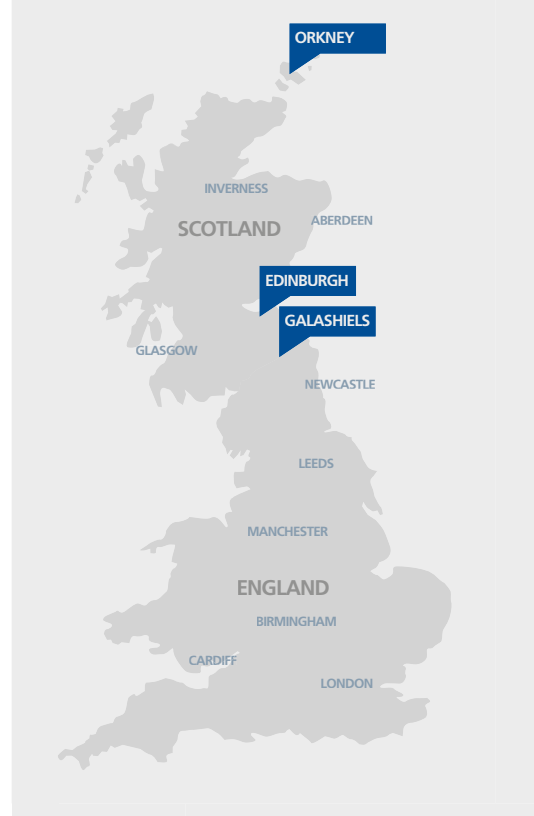 ORKNEY
INVERNESS
ABERDEEN
SCOTLAND
EDINBURGH
GALASHIELS
GLASGOW
NEWCASTLE
LEEDS
MANCHESTER
ENGLAND
BIRMINGHAM
CARDIFF
LONDON